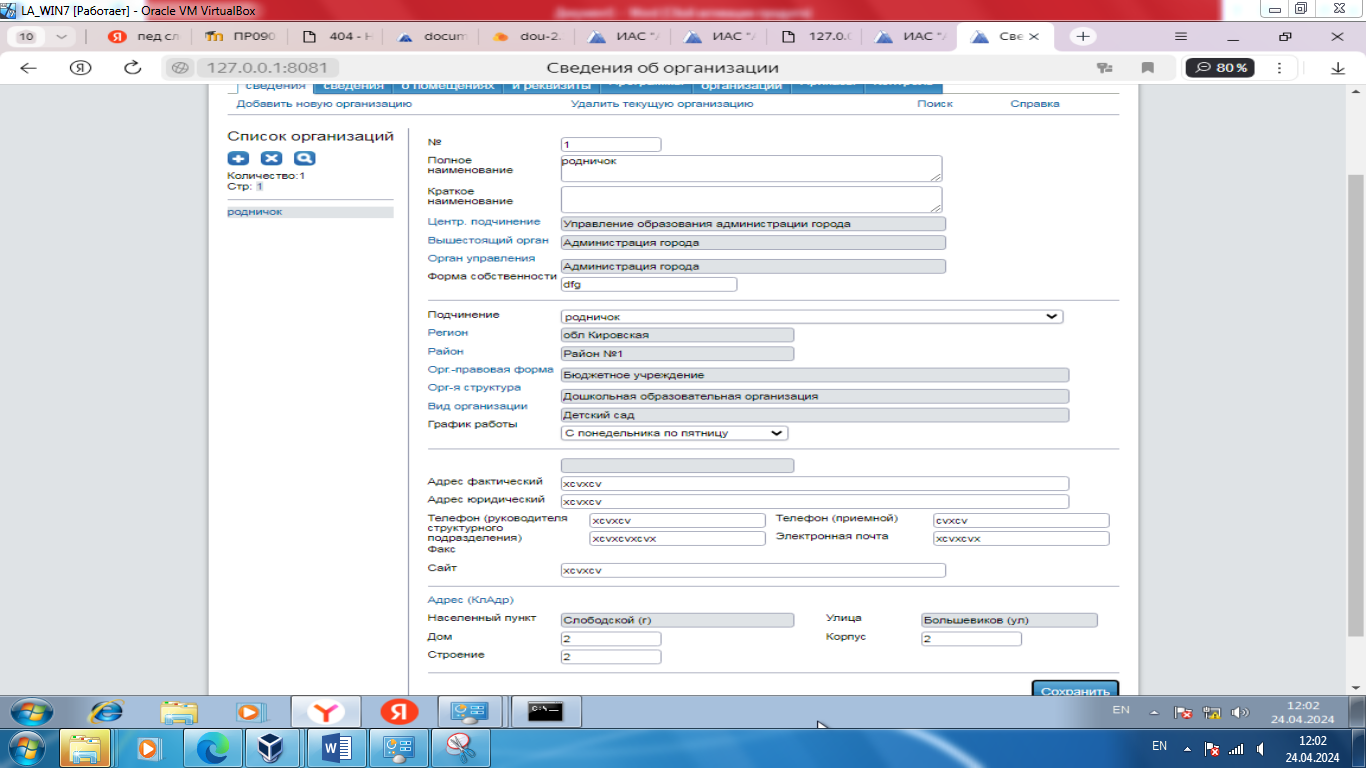 LA_WIN7 [Работает] - Oracle VM VirtualBox
10 пед сл ПР090 404 - Н docum dou-2. ИАС "А ИАС "А 127.0.0 ИАС "А Све
127.0.0.1:8081 Сведения об организации 80 %
сведения сведения о помещениях и реквизиты организации
Добавить новую организацию Удалить текущую организацию Поиск Справка
Список организаций
Количество:1
Стр: 1
родничок
№ 1
Полное наименование родничок
Краткое наименование
Центр. подчинение Управление образования администрации города
Вышестоящий орган Администрация города
Орган управления Администрация города
Форма собственности dfg
Подчинение родничок
Регион обл Кировская
Район Район №1
Орг.-правовая форма Бюджетное учреждение
Орг-я структура Дошкольная образовательная организация
Вид организации Детский сад
График работы С понедельника по пятницу
Адрес фактический xcvxcv
Адрес юридический xcvxcv
Телефон (руководителя структурного подразделения) xcvxcv Телефон (приемной) cvxcv
Факс xcvxcvxcvx Электронная почта xcvxcvx
Сайт xcvxcv
Адрес (КлАдр)
Населенный пункт Слободской (г) Улица Большевиков (ул)
Дом 2 Корпус 2
Строение 2
Сохранить
EN 12:02
24.04.2024
EN 12:02
24.04.2024